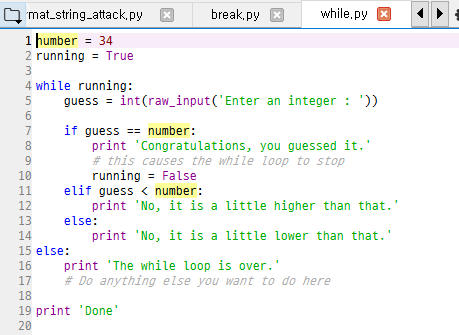 rmat_string_attack.py break.py while.py
1 number = 34
2 running = True
3
4 while running:
5     guess = int(raw_input('Enter an integer : '))
6
7     if guess == number:
8         print 'Congratulations, you guessed it.'
9         # this causes the while loop to stop
10         running = False
11     elif guess < number:
12         print 'No, it is a little higher than that.'
13     else:
14         print 'No, it is a little lower than that.'
15 else:
16     print 'The while loop is over.'
17     # Do anything else you want to do here
18
19 print 'Done'
20